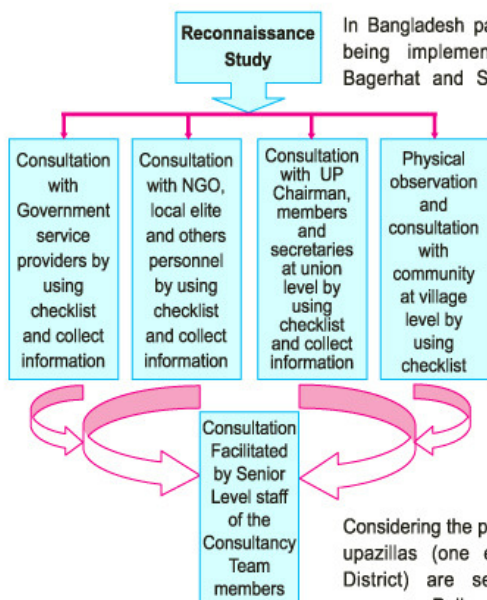 Reconnaissance
Study
In Bangladesh pa
being implemen
Bagerhat and S
Consultation
with
Government
service
providers by
using
checklist
and collect
information
Consultation
with NGO,
local elite
and others
personnel by
using
checklist
and collect
information
Consultation
with UP
Chairman,
members
and
secretaries
at union
level by
using
checklist
and collect
information
Physical
observation
and
consultation
with
community
at village
level by
using
checklist
Consultation
Facilitated
by Senior
Level staff
of the
Consultancy
Team
members
Considering the p
upazillas (one e
District) are se